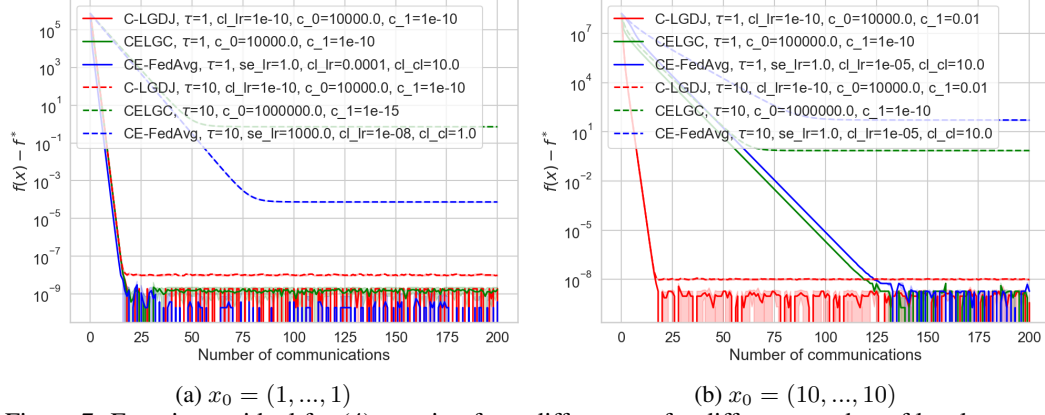 C-LGDJ, τ=1, cl_lr=1e-10, c_0=10000.0, c_1=1e-10
CELGC, τ=1, c_0=10000.0, c_1=1e-10
CE-FedAvg, τ=1, se_lr=1.0, cl_lr=0.0001, cl_cl=10.0
C-LGDJ, τ=10, cl_lr=1e-10, c_0=10000.0, c_1=1e-10
CELGC, τ=10, c_0=1000000.0, c_1=1e-15
CE-FedAvg, τ=10, se_lr=1000.0, cl_lr=1e-08, cl_cl=1.0
10^5
10^3
10^1
10^-1
10^-3
10^-5
10^-7
10^-9
f(x) − f*
0 25 50 75 100 125 150 175 200
Number of communications
(a) x_0 = (1, ..., 1)
C-LGDJ, τ=1, cl_lr=1e-10, c_0=10000.0, c_1=0.01
CELGC, τ=1, c_0=100000.0, c_1=1e-10
CE-FedAvg, τ=1, se_lr=1.0, cl_lr=1e-05, cl_cl=10.0
C-LGDJ, τ=10, cl_lr=1e-10, c_0=10000.0, c_1=0.01
CELGC, τ=10, c_0=1000000.0, c_1=1e-10
CE-FedAvg, τ=10, se_lr=1.0, cl_lr=1e-05, cl_cl=10.0
10^7
10^4
10^1
10^-2
10^-5
10^-8
f(x) − f*
0 25 50 75 100 125 150 175 200
Number of communications
(b) x_0 = (10, ..., 10)